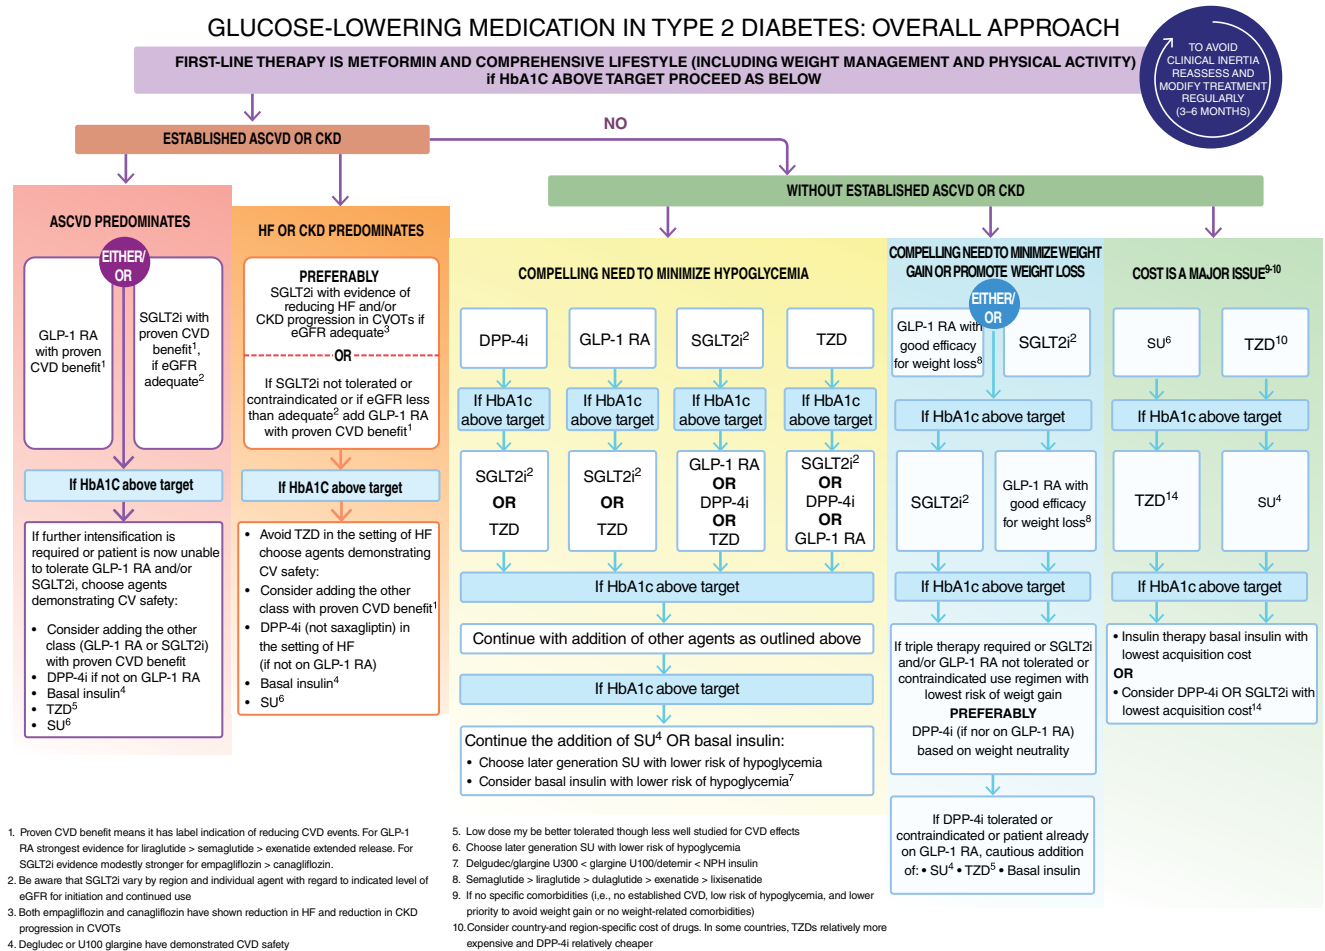 GLUCOSE-LOWERING MEDICATION IN TYPE 2 DIABETES: OVERALL APPROACH
TO AVOID
CLINICAL INERTIA
REASSESS AND
MODIFY TREATMENT
REGULARLY
(3–6 MONTHS)
FIRST-LINE THERAPY IS METFORMIN AND COMPREHENSIVE LIFESTYLE (INCLUDING WEIGHT MANAGEMENT AND PHYSICAL ACTIVITY)
if HbA1C ABOVE TARGET PROCEED AS BELOW
ESTABLISHED ASCVD OR CKD
NO
WITHOUT ESTABLISHED ASCVD OR CKD
ASCVD PREDOMINATES
EITHER/
OR
GLP-1 RA
with proven
CVD benefit1
SGLT2i with
proven CVD
benefit1,
if eGFR
adequate2
If HbA1C above target
If further intensification is
required or patient is now unable
to tolerate GLP-1 RA and/or
SGLT2i, choose agents
demonstrating CV safety:
• Consider adding the other
class (GLP-1 RA or SGLT2i)
with proven CVD benefit
• DPP-4i if not on GLP-1 RA
• Basal insulin4
• TZD5
• SU6
HF OR CKD PREDOMINATES
PREFERABLY
SGLT2i with evidence of
reducing HF and/or
CKD progression in CVOTs if
eGFR adequate3
OR
If SGLT2i not tolerated or
contraindicated or if eGFR less
than adequate2 add GLP-1 RA
with proven CVD benefit1
If HbA1C above target
• Avoid TZD in the setting of HF
choose agents demonstrating
CV safety:
• Consider adding the other
class with proven CVD benefit1
• DPP-4i (not saxagliptin) in
the setting of HF
(if not on GLP-1 RA)
• Basal insulin4
• SU6
COMPELLING NEED TO MINIMIZE HYPOGLYCEMIA
DPP-4i
GLP-1 RA
SGLT2i2
TZD
If HbA1c
above target
If HbA1c
above target
If HbA1c
above target
If HbA1c
above target
SGLT2i2
OR
TZD
SGLT2i2
OR
TZD
GLP-1 RA
OR
DPP-4i
OR
TZD
SGLT2i2
OR
DPP-4i
OR
GLP-1 RA
If HbA1c above target
Continue with addition of other agents as outlined above
If HbA1c above target
Continue the addition of SU4 OR basal insulin:
• Choose later generation SU with lower risk of hypoglycemia
• Consider basal insulin with lower risk of hypoglycemia7
COMPELLING NEED TO MINIMIZE WEIGHT
GAIN OR PROMOTE WEIGHT LOSS
EITHER/
OR
GLP-1 RA with
good efficacy
for weight loss8
SGLT2i2
If HbA1c above target
SGLT2i2
GLP-1 RA with
good efficacy
for weight loss8
If HbA1c above target
If triple therapy required or SGLT2i
and/or GLP-1 RA not tolerated or
contraindicated use regimen with
lowest risk of weigt gain
PREFERABLY
DPP-4i (if nor on GLP-1 RA)
based on weight neutrality
If DPP-4i tolerated or
contraindicated or patient already
on GLP-1 RA, cautious addition
of: • SU4 • TZD5 • Basal insulin
COST IS A MAJOR ISSUE9-10
SU6
TZD10
If HbA1c above target
TZD14
SU4
If HbA1c above target
• Insulin therapy basal insulin with
lowest acquisition cost
OR
• Consider DPP-4i OR SGLT2i with
lowest acquisition cost14
1. Proven CVD benefit means it has label indication of reducing CVD events. For GLP-1
RA strongest evidence for liraglutide > semaglutide > exenatide extended release. For
SGLT2i evidence modestly stronger for empagliflozin > canagliflozin.
2. Be aware that SGLT2i vary by region and individual agent with regard to indicated level of
eGFR for initiation and continued use
3. Both empagliflozin and canagliflozin have shown reduction in HF and reduction in CKD
progression in CVOTs
4. Degludec or U100 glargine have demonstrated CVD safety
5. Low dose my be better tolerated though less well studied for CVD effects
6. Choose later generation SU with lower risk of hypoglycemia
7. Delgudec/glargine U300 < glargine U100/detemir < NPH insulin
8. Semaglutide > liraglutide > dulaglutide > exenatide > lixisenatide
9. If no specific comorbidities (i,e., no established CVD, low risk of hypoglycemia, and lower
priority to avoid weight gain or no weight-related comorbidities)
10. Consider country-and region-specific cost of drugs. In some countries, TZDs relatively more
expensive and DPP-4i relatively cheaper